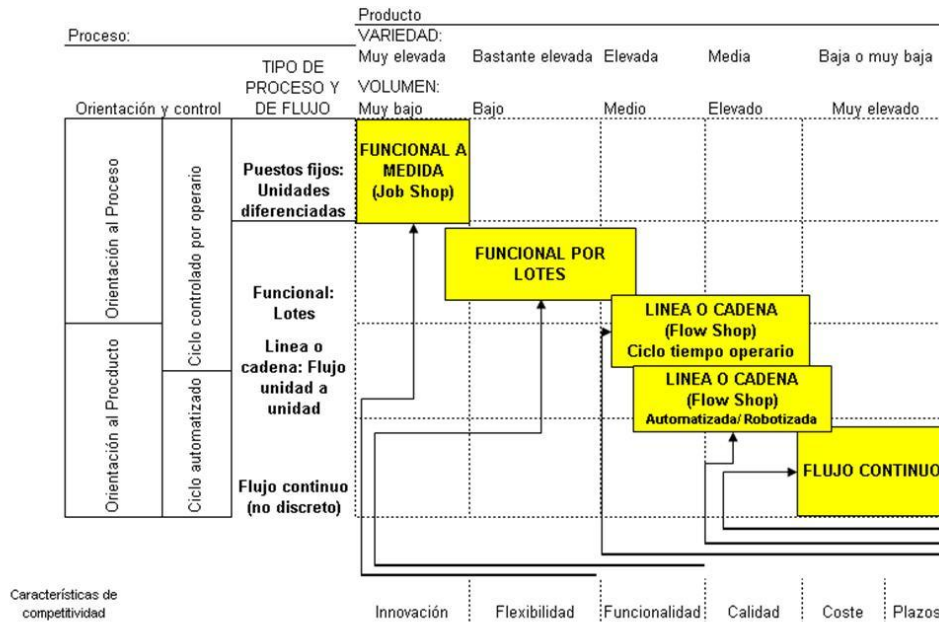 Producto
Proceso:
VARIEDAD:
Muy elevada
Bastante elevada
Elevada
Media
Baja o muy baja
TIPO DE
PROCESO Y
DE FLUJO
VOLUMEN:
Orientación y control
Muy bajo
Bajo
Medio
Elevado
Muy elevado
Orientación al Proceso
Ciclo controlado por operario
Puestos fijos:
Unidades
diferenciadas
FUNCIONAL A
MEDIDA
(Job Shop)
FUNCIONAL POR
LOTES
Funcional:
Lotes
LINEA O CADENA
(Flow Shop)
Ciclo tiempo operario
Orientación al Procducto
Ciclo automatizado
Linea o
cadena: Flujo
unidad a
unidad
LINEA O CADENA
(Flow Shop)
Automatizada/ Robotizada
FLUJO CONTINUO
Flujo continuo
(no discreto)
Características de
competitividad
Innovación
Flexibilidad
Funcionalidad
Calidad
Coste
Plazos